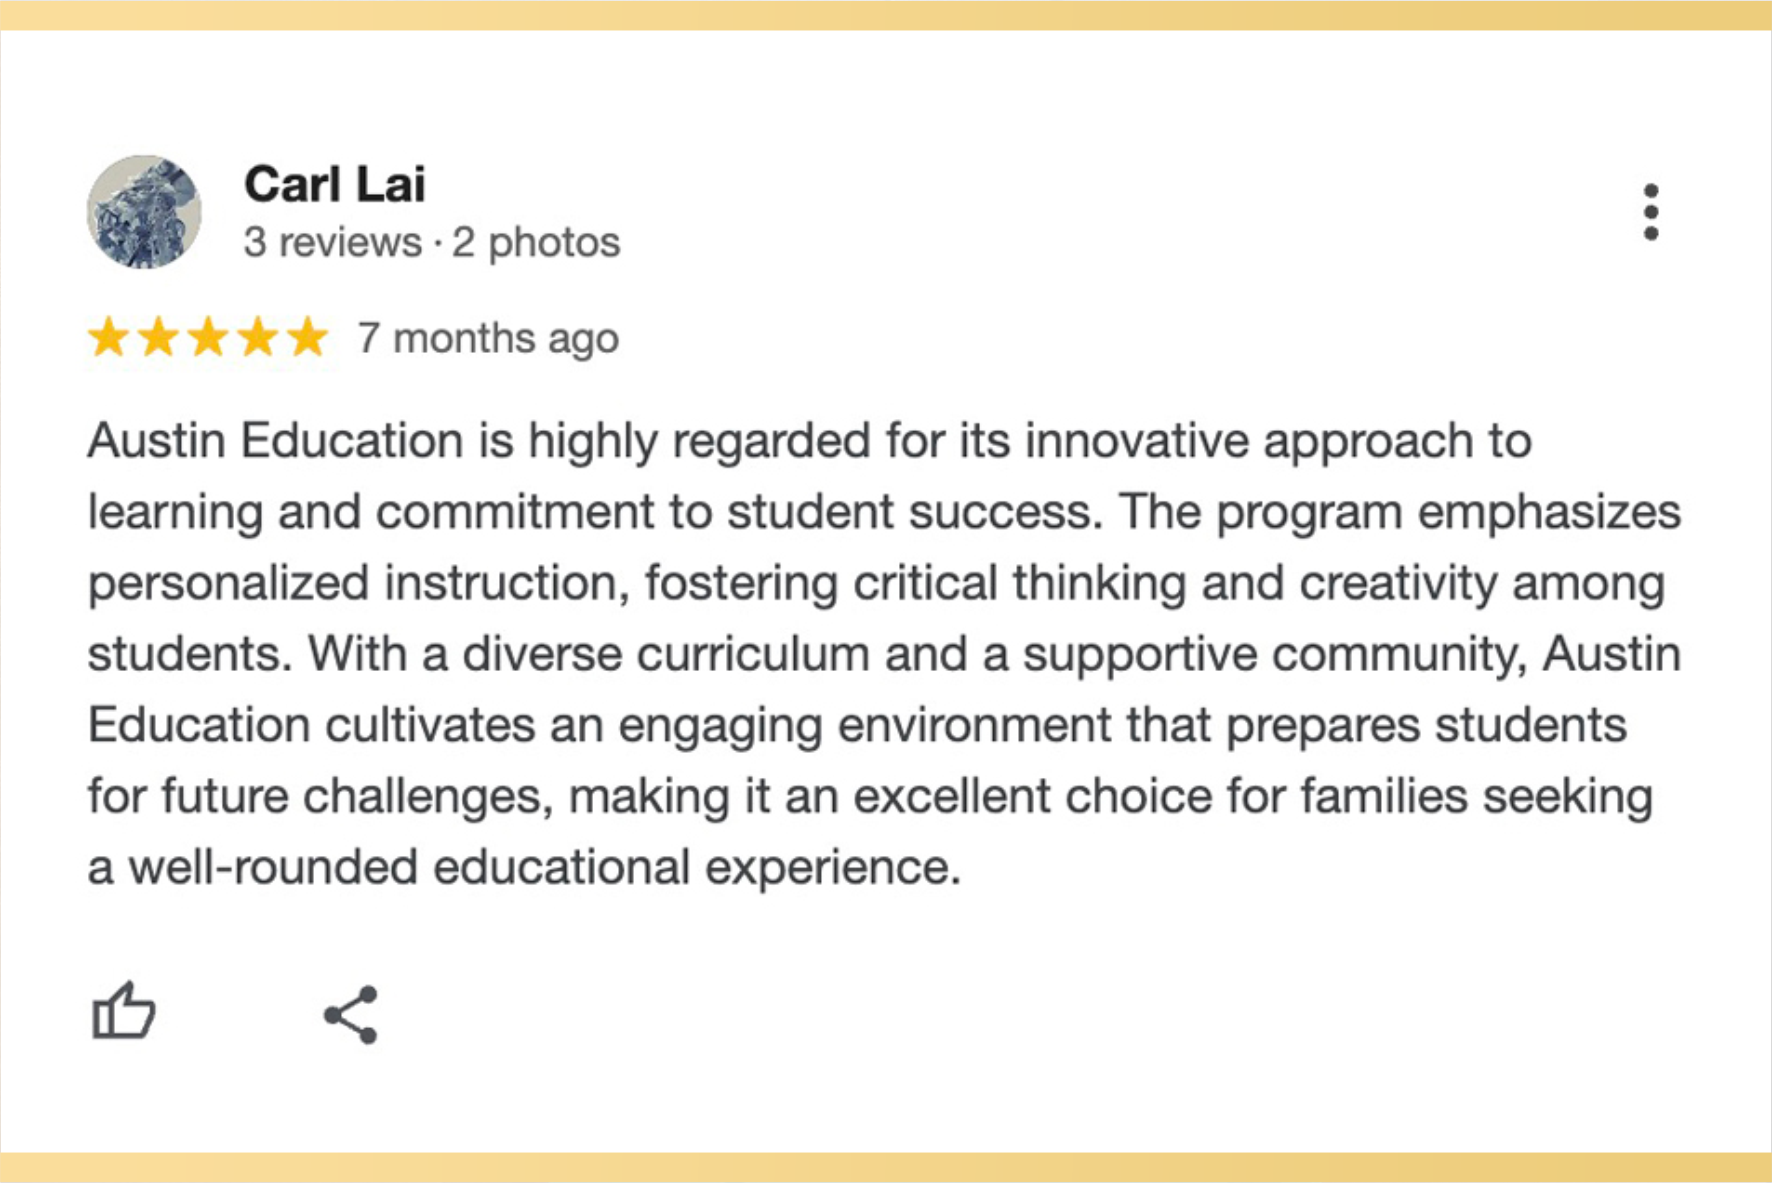 Carl Lai
3 reviews · 2 photos
7 months ago
Austin Education is highly regarded for its innovative approach to
learning and commitment to student success. The program emphasizes
personalized instruction, fostering critical thinking and creativity among
students. With a diverse curriculum and a supportive community, Austin
Education cultivates an engaging environment that prepares students
for future challenges, making it an excellent choice for families seeking
a well-rounded educational experience.